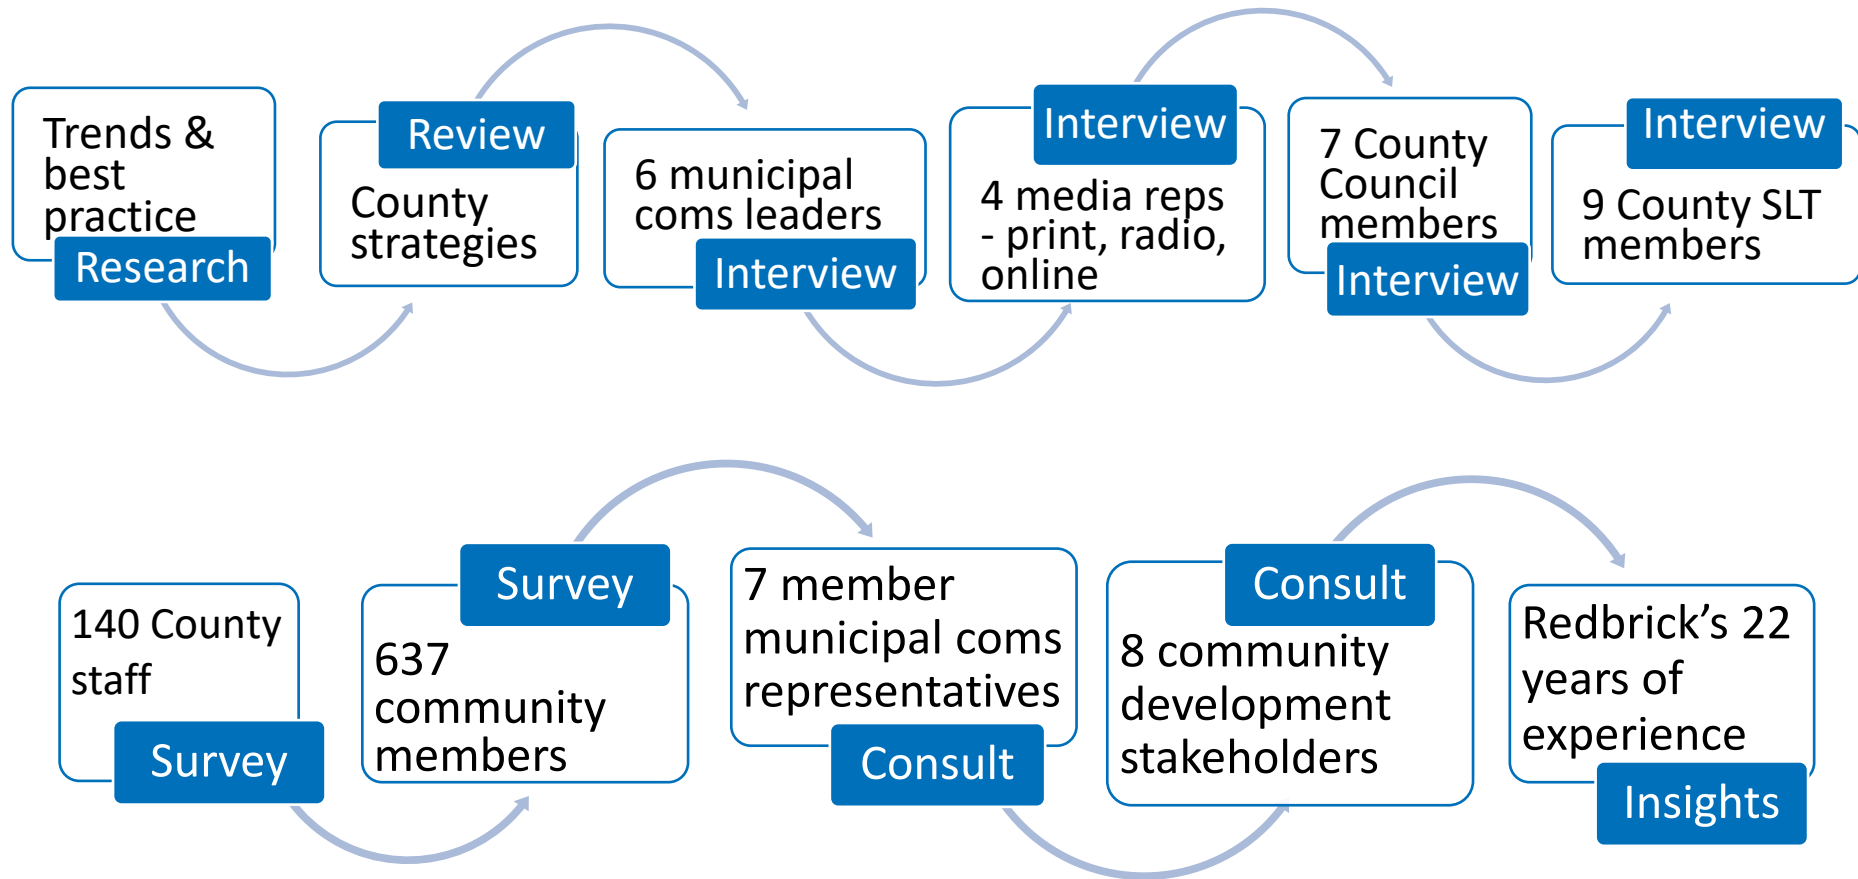 Trends &
best
practice
Research
Review
County
strategies
6 municipal
coms leaders
Interview
Interview
4 media reps
- print, radio,
online
7 County
Council
members
Interview
Interview
9 County SLT
members
140 County
staff
Survey
Survey
637
community
members
7 member
municipal coms
representatives
Consult
Consult
8 community
development
stakeholders
Redbrick’s 22
years of
experience
Insights